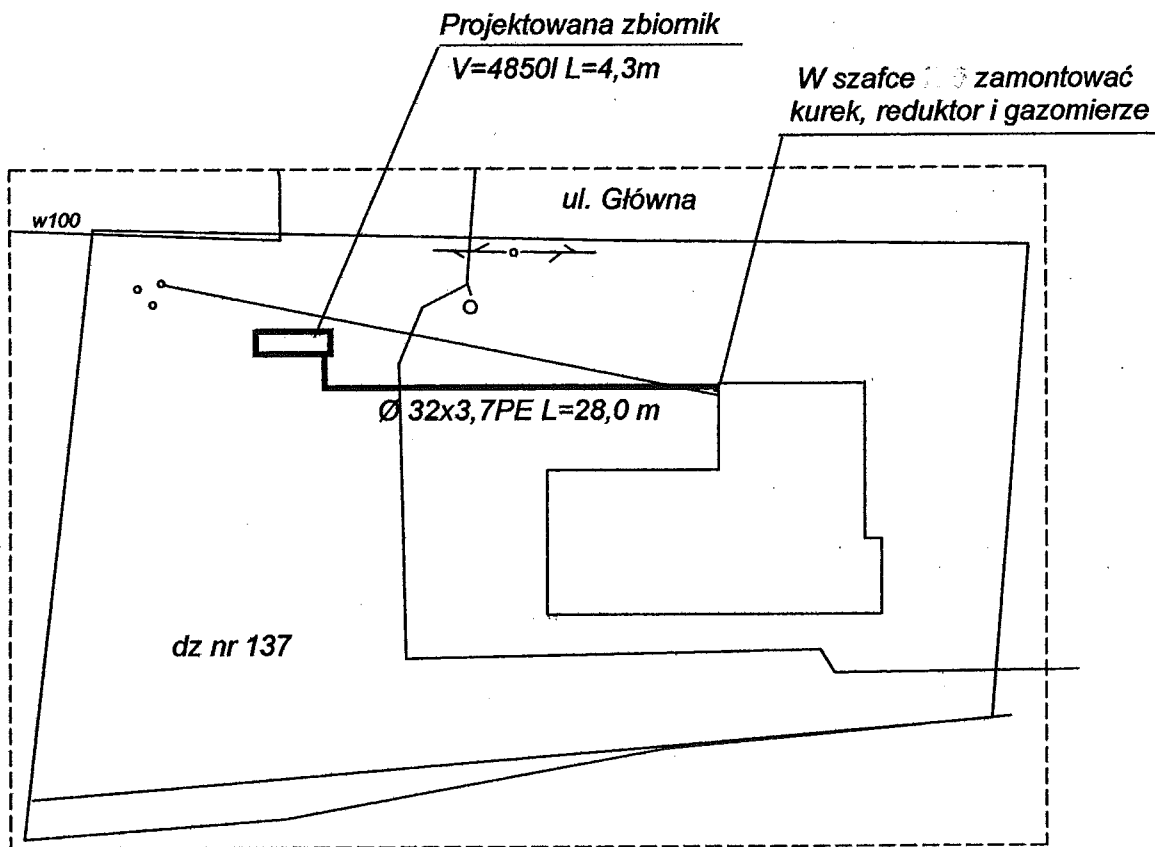 Projektowana zbiornik
V=4850l L=4,3m
W szafce zamontować
kurek, reduktor i gazomierze
ul. Główna
w100
Ø 32x3,7PE L=28,0 m
dz nr 137